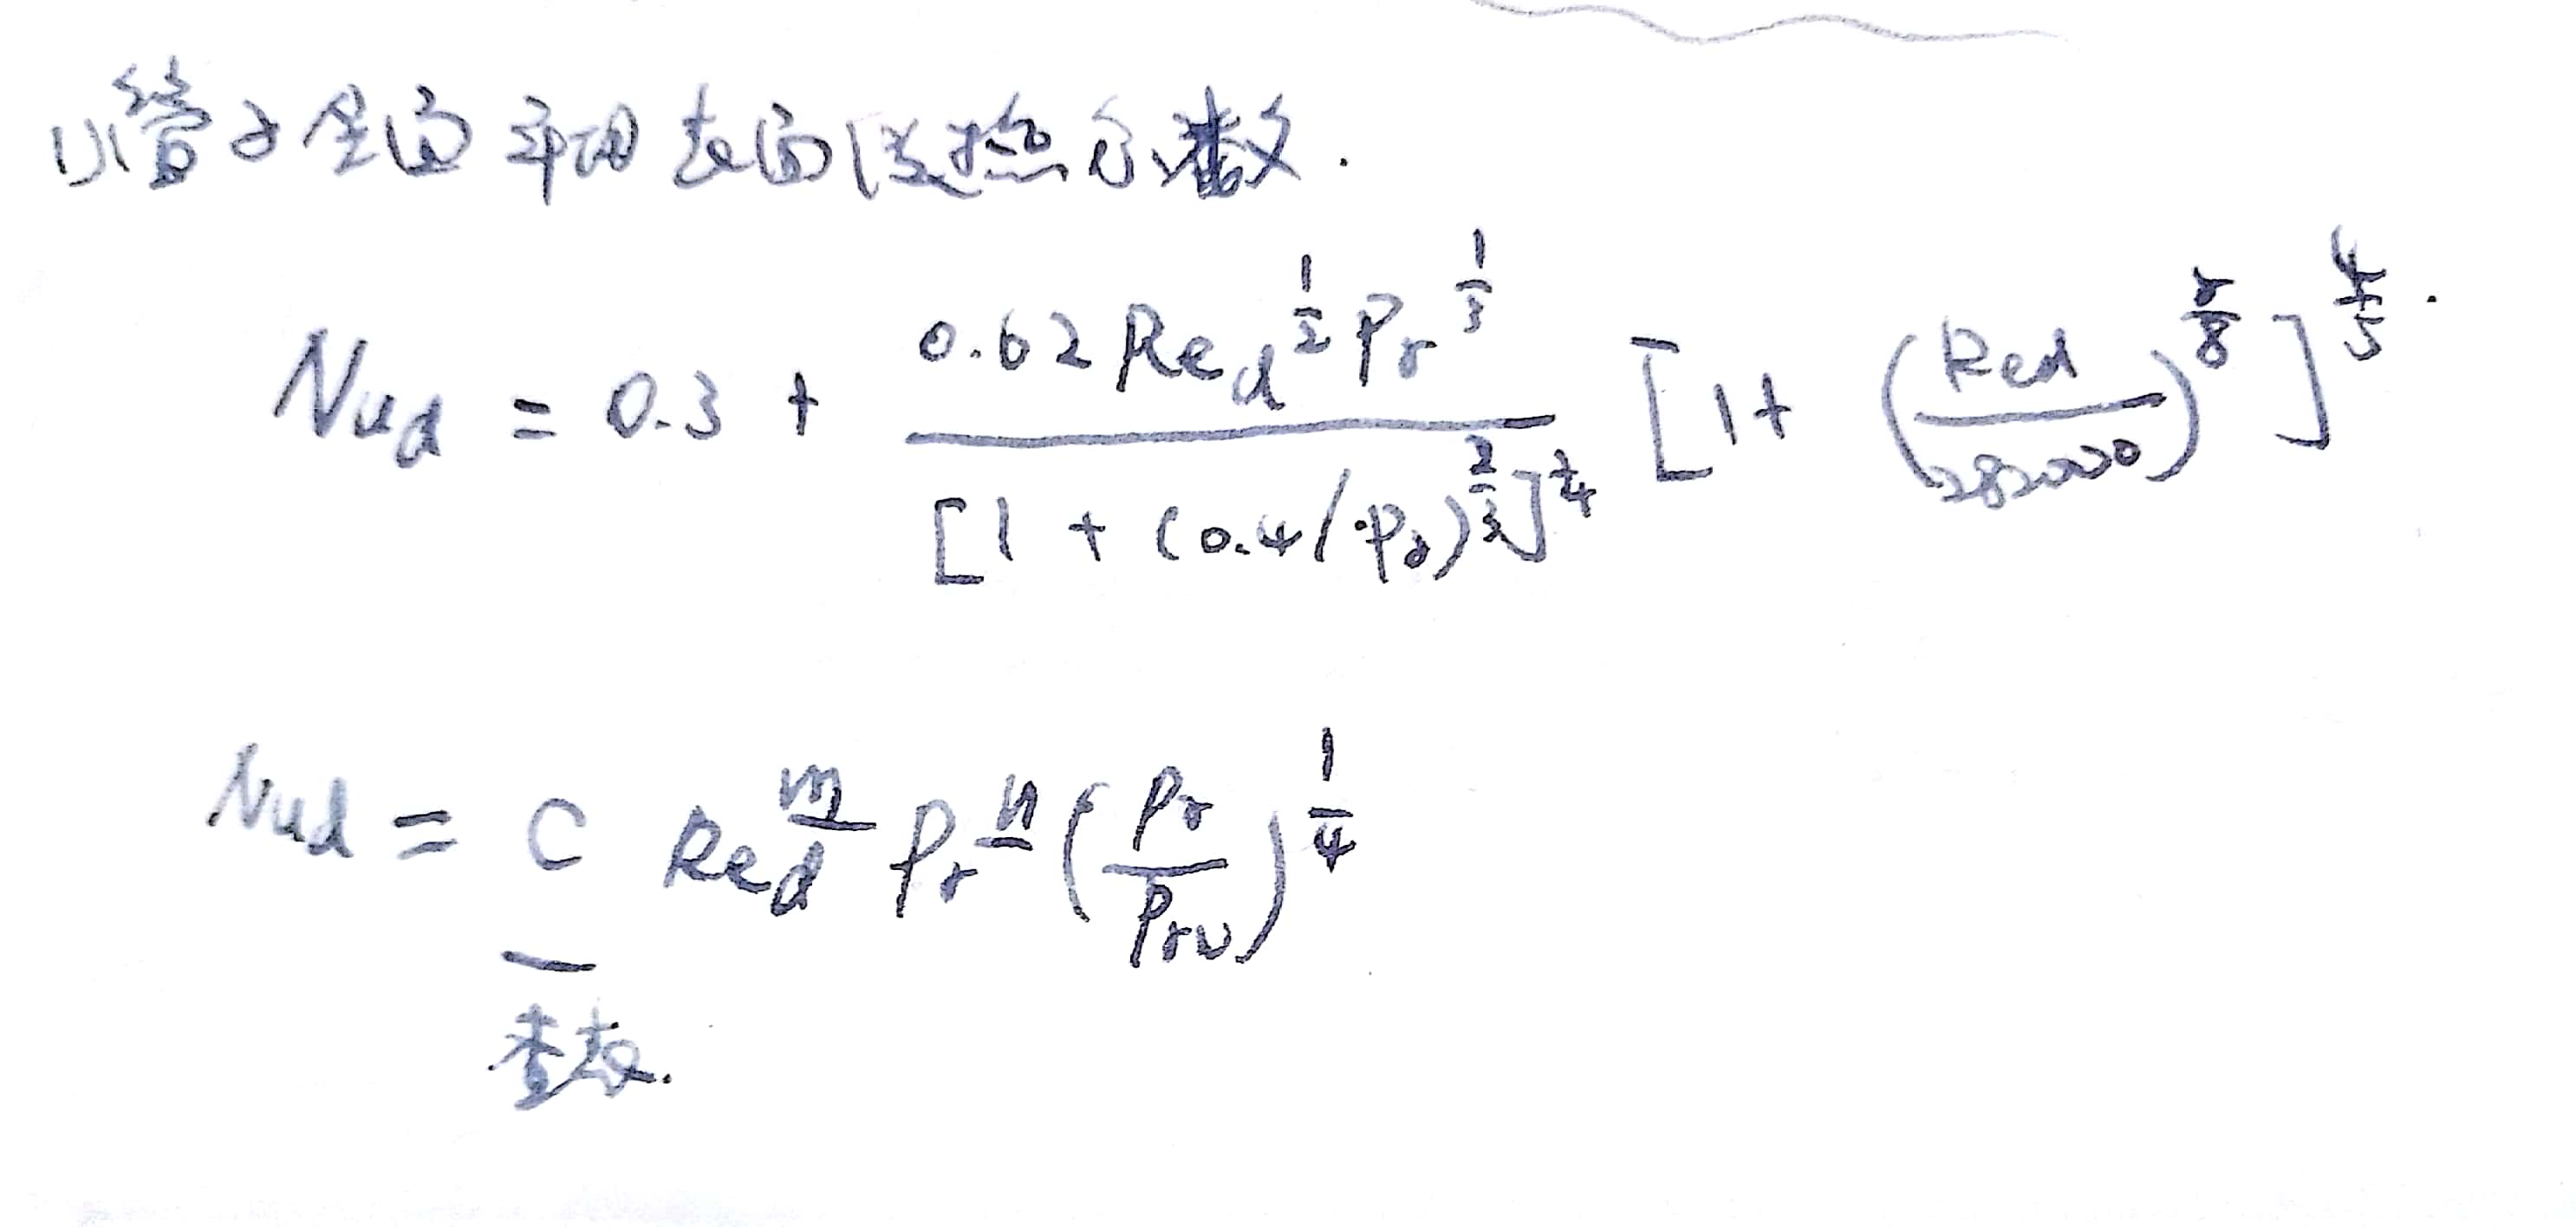 (1)管子全面平均表面传热系数.
Nu_d = 0.3 + \frac{0.62 Re_d^{\frac{1}{2}} Pr^{\frac{1}{3}}}{[1 + (0.4/Pr)^{\frac{2}{3}}]^{\frac{1}{4}}} [1 + (\frac{Re_d}{282000})^{\frac{5}{8}}]^{\frac{4}{5}}.
Nu_d = C Re_d^m Pr^n (\frac{Pr}{Pr_w})^{\frac{1}{4}}
查表.